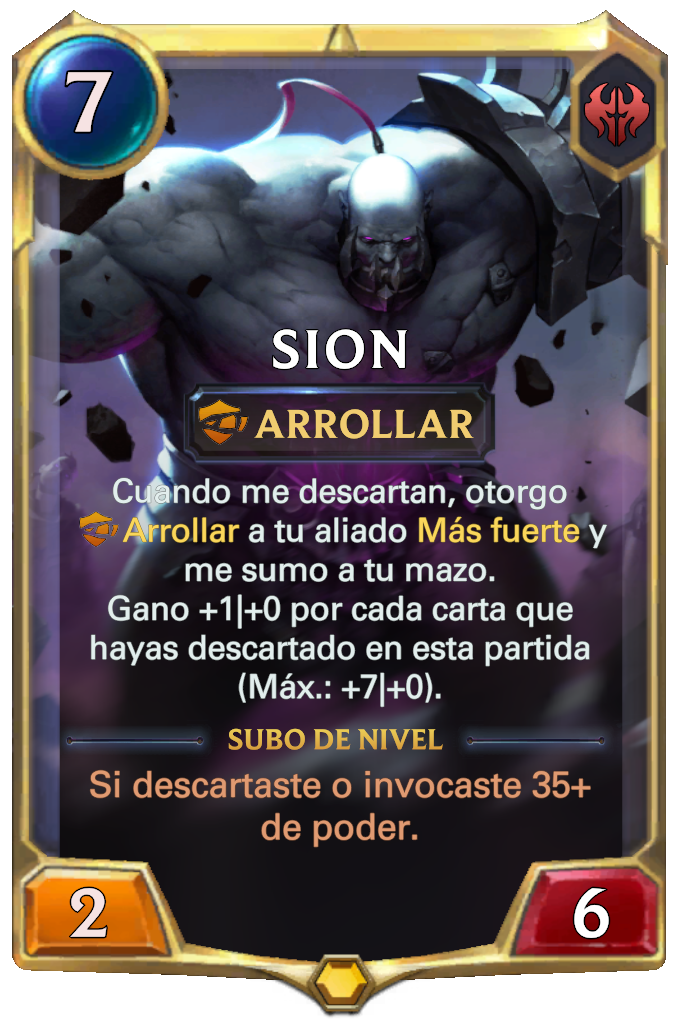 7
SION
ARROLLAR
Cuando me descartan, otorgo
Arrollar a tu aliado Más fuerte y
me sumo a tu mazo.
Gano +1|+0 por cada carta que
hayas descartado en esta partida
(Máx.: +7|+0).
SUBO DE NIVEL
Si descartaste o invocaste 35+
de poder.
2
6